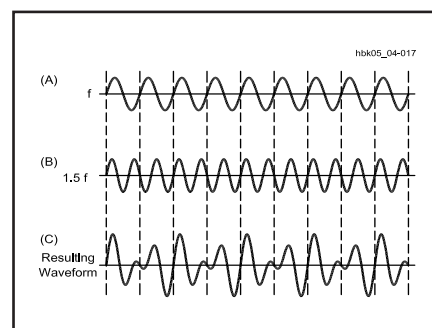 hbk05_04-017
(A)
f
(B)
1.5 f
(C)
Resulting
Waveform